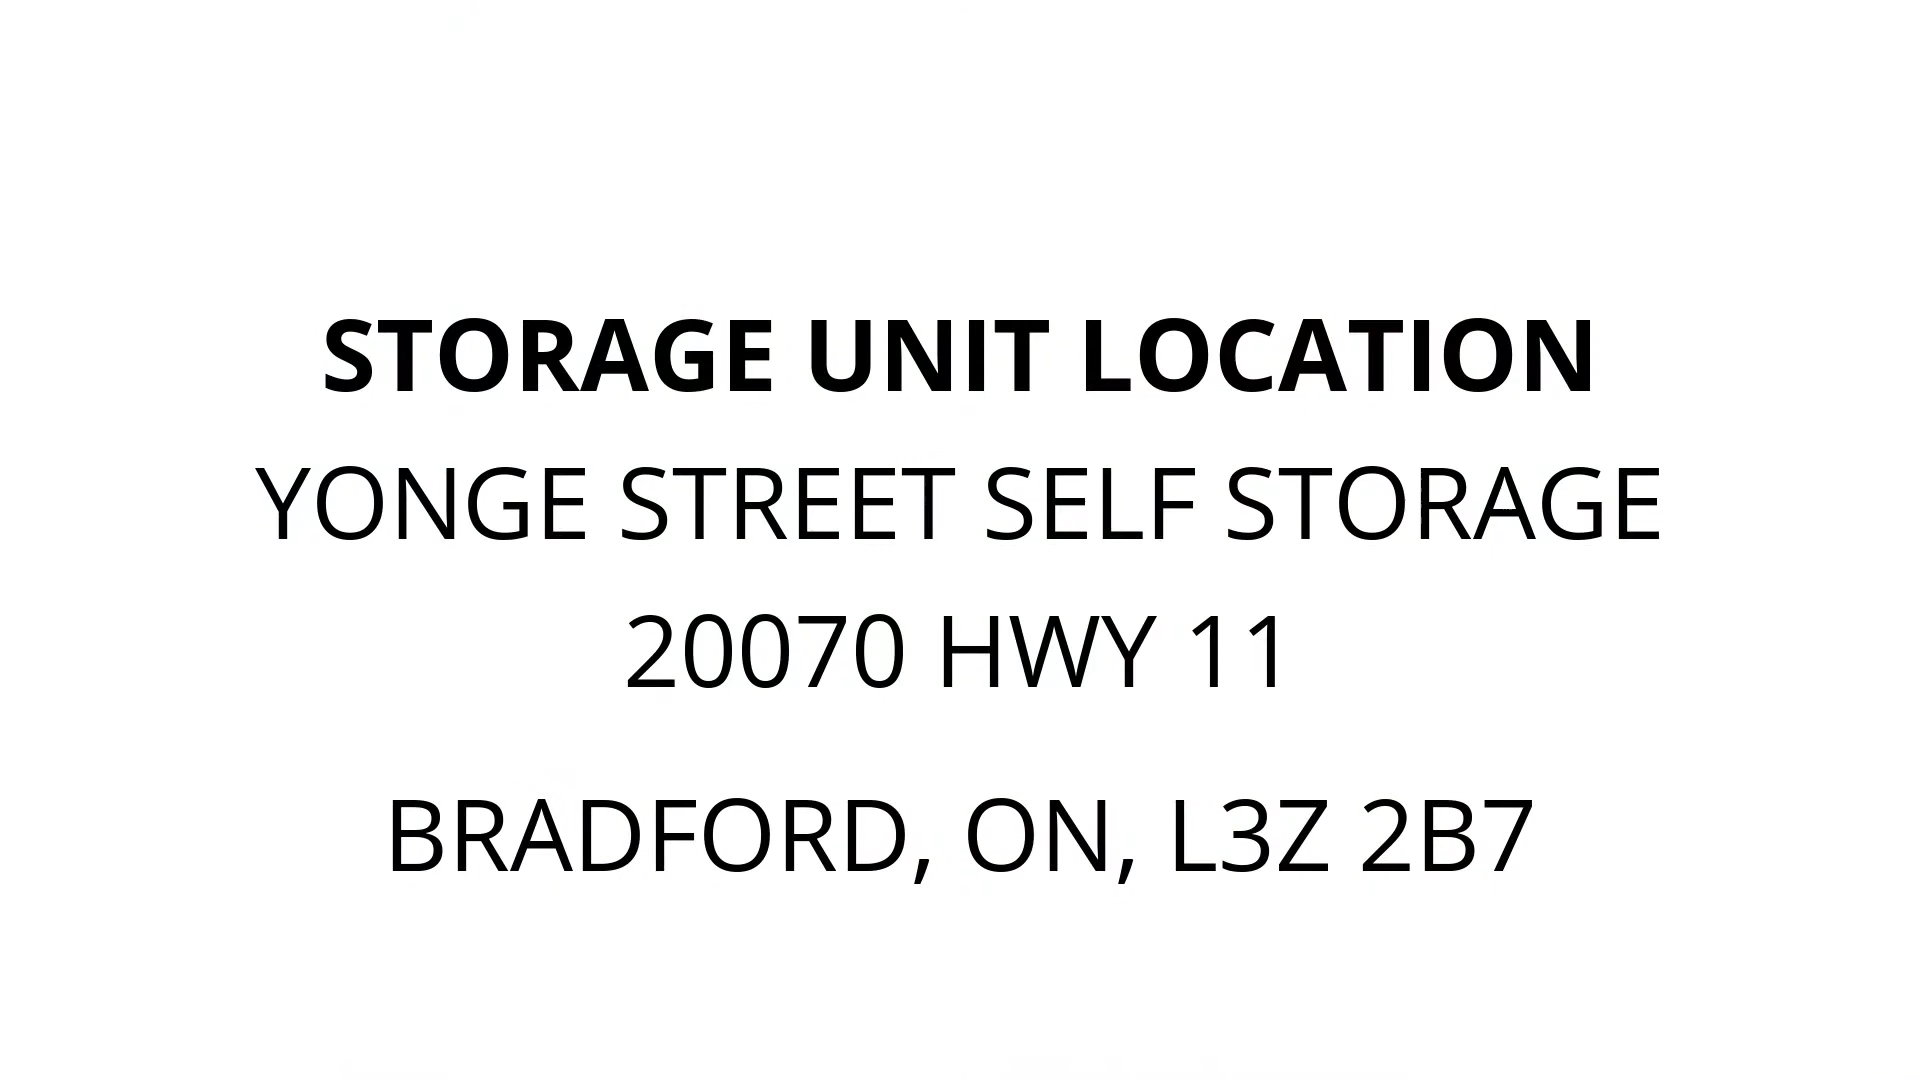 STORAGE UNIT LOCATION
YONGE STREET SELF STORAGE
20070 HWY 11
BRADFORD, ON, L3Z 2B7